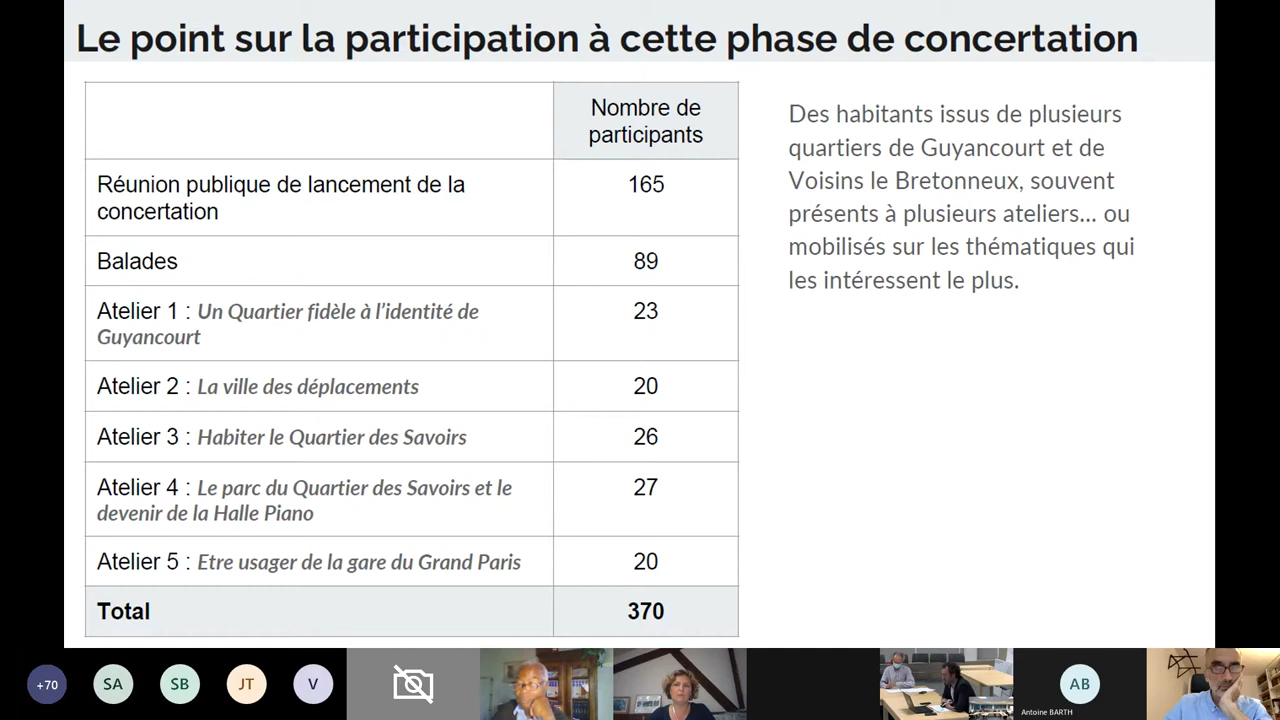 Le point sur la participation à cette phase de concertation
Nombre de
participants
Réunion publique de lancement de la
concertation
165
Balades
89
Atelier 1 : Un Quartier fidèle à l'identité de
Guyancourt
23
Atelier 2 : La ville des déplacements
20
Atelier 3 : Habiter le Quartier des Savoirs
26
Atelier 4 : Le parc du Quartier des Savoirs et le
devenir de la Halle Piano
27
Atelier 5 : Etre usager de la gare du Grand Paris
20
Total
370
Des habitants issus de plusieurs
quartiers de Guyancourt et de
Voisins le Bretonneux, souvent
présents à plusieurs ateliers... ou
mobilisés sur les thématiques qui
les intéressent le plus.
+70
SA
SB
JT
V
AB
Antoine BARTH